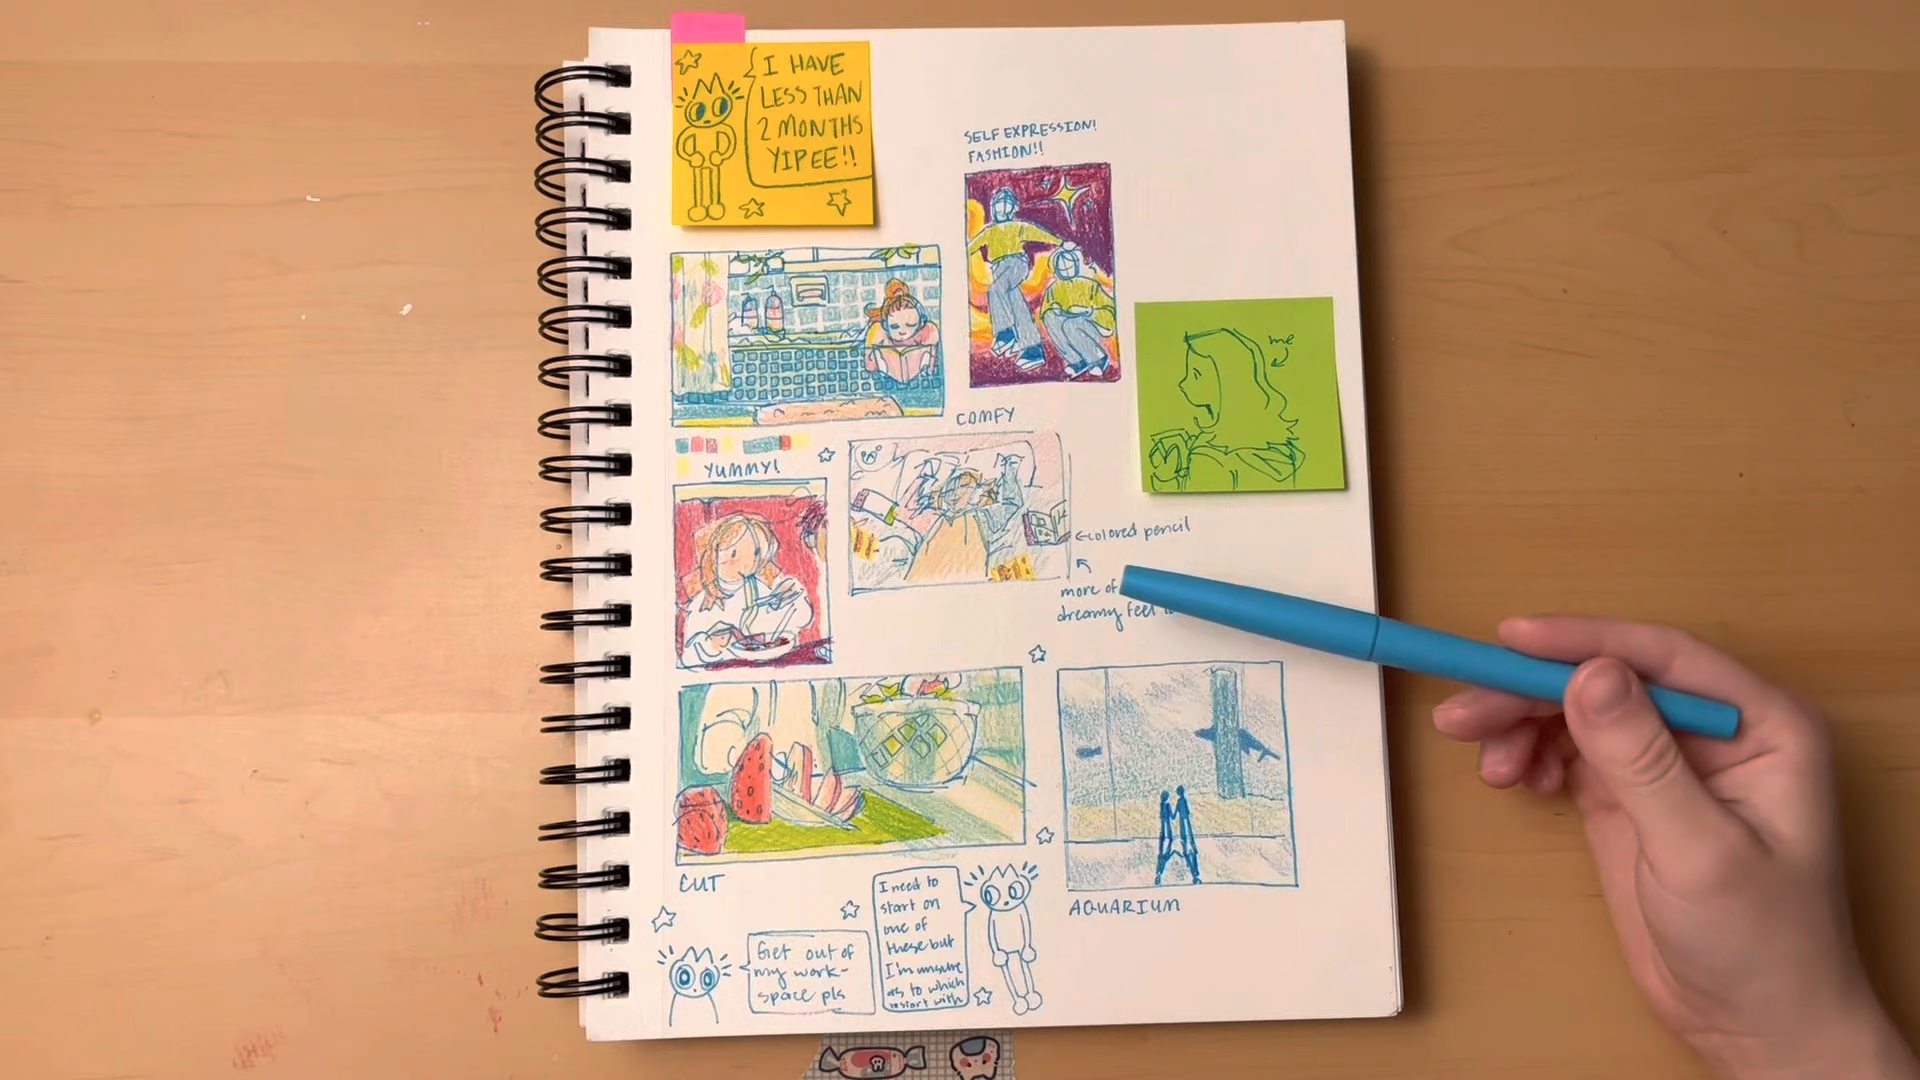 I HAVE
LESS THAN
2 MONTHS
YIPEE!!
SELF EXPRESSION!
FASHION!!
me
COMFY
YUMMY!
colored pencil
more of
dreamy feel
CUT
AQUARIUM
Get out of
my work-
space pls
I need to
start on
one of
these but
I'm unsure
as to which
to start with